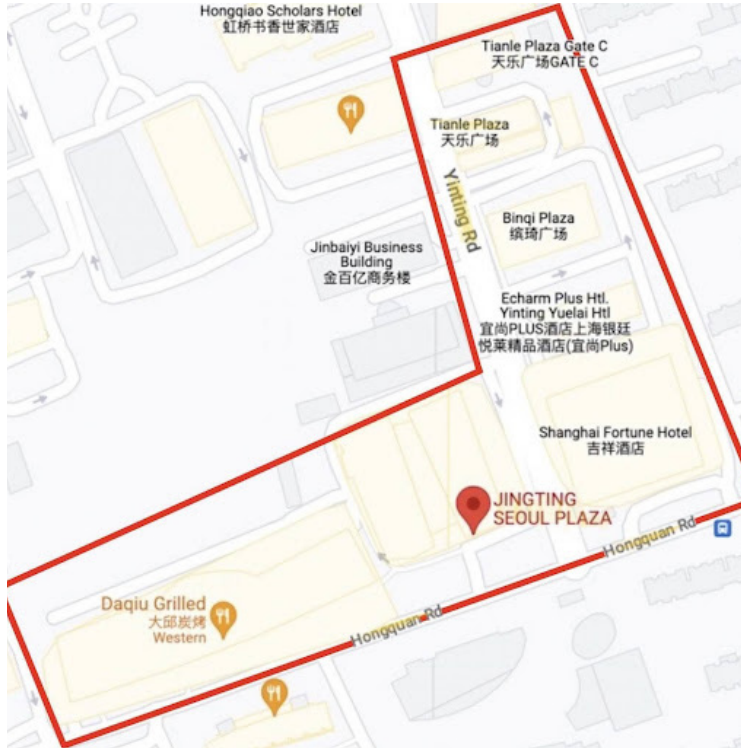 Hongqiao Scholars Hotel
虹桥书香世家酒店
Tianle Plaza Gate C
天乐广场GATE C
Tianle Plaza
天乐广场
Yinting Rd
Binqi Plaza
缤琦广场
Jinbaiyi Business
Building
金百亿商务楼
Echarm Plus Htl.
Yinting Yuelai Htl
宜尚PLUS酒店上海银廷
悦莱精品酒店(宜尚Plus)
Shanghai Fortune Hotel
吉祥酒店
JINGTING
SEOUL PLAZA
Hongquan Rd
Daqiu Grilled
大邱炭烤
Western
Hongquan Rd